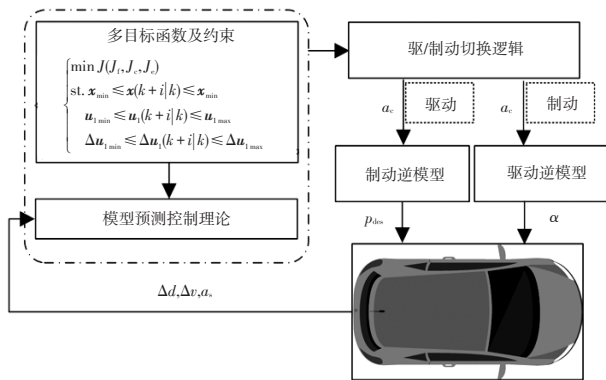 多目标函数及约束
min J(J_f, J_c, J_e)
st. x_min ≤ x(k + i|k) ≤ x_min
u_1min ≤ u_1(k + i|k) ≤ u_1max
Δu_1min ≤ Δu_1(k + i|k) ≤ Δu_1max
模型预测控制理论
驱/制动切换逻辑
a_c 驱动 a_c 制动
制动逆模型 驱动逆模型
p_des α
Δd,Δv,a_s